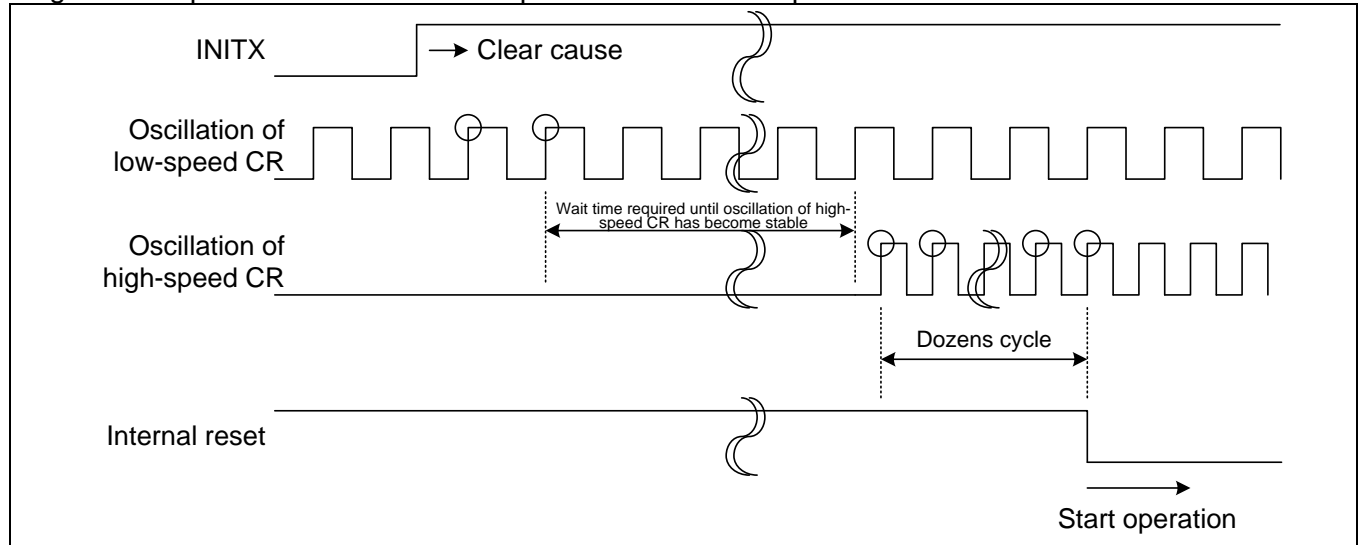 INITX
Clear cause
Oscillation of
low-speed CR
Wait time required until oscillation of high-
speed CR has become stable
Oscillation of
high-speed CR
Dozens cycle
Internal reset
Start operation